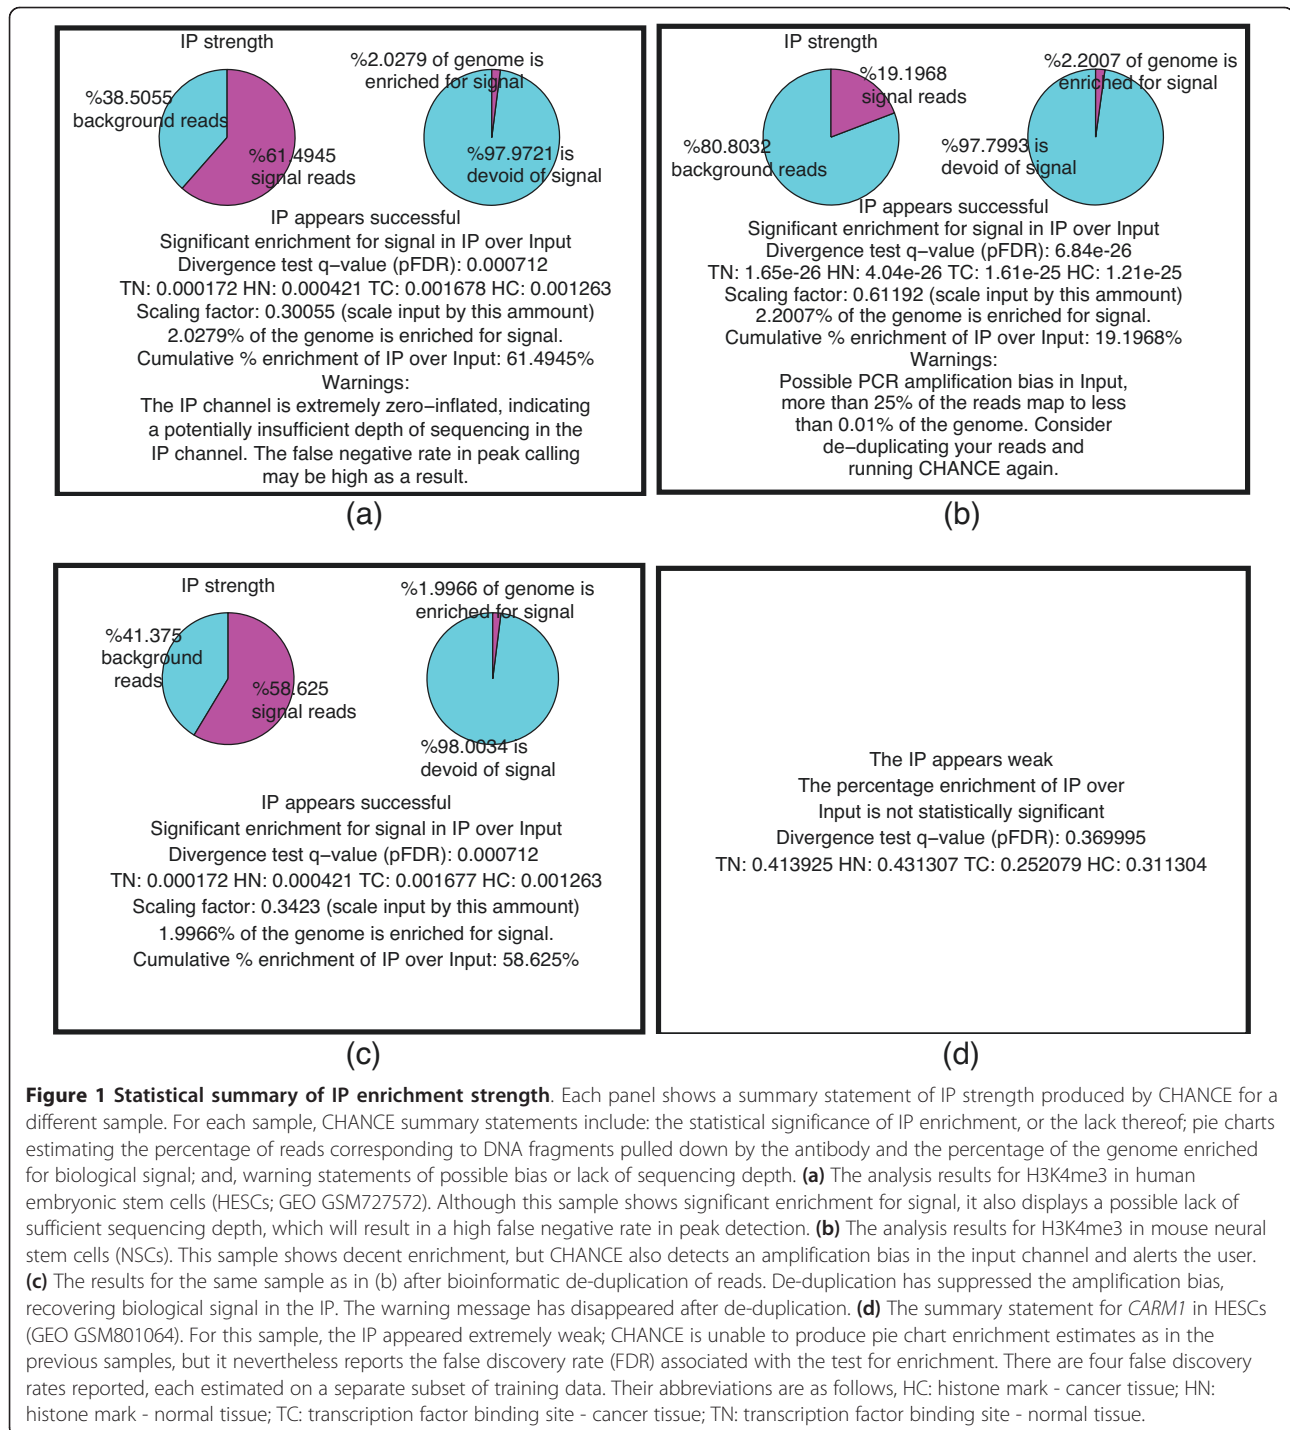 IP strength
%2.0279 of genome is
enriched for signal
%38.5055
background reads
%61.4945
signal reads
%97.9721 is
devoid of signal
IP appears successful
Significant enrichment for signal in IP over Input
Divergence test q−value (pFDR): 0.000712
TN: 0.000172 HN: 0.000421 TC: 0.001678 HC: 0.001263
Scaling factor: 0.30055 (scale input by this ammount)
2.0279% of the genome is enriched for signal.
Cumulative % enrichment of IP over Input: 61.4945%
Warnings:
The IP channel is extremely zero−inflated, indicating
a potentially insufficient depth of sequencing in the
IP channel. The false negative rate in peak calling
may be high as a result.
(a)
IP strength
%19.1968
signal reads
%2.2007 of genome is
enriched for signal
%80.8032
background reads
%97.7993 is
devoid of signal
IP appears successful
Significant enrichment for signal in IP over Input
Divergence test q−value (pFDR): 6.84e-26
TN: 1.65e-26 HN: 4.04e-26 TC: 1.61e-25 HC: 1.21e-25
Scaling factor: 0.61192 (scale input by this ammount)
2.2007% of the genome is enriched for signal.
Cumulative % enrichment of IP over Input: 19.1968%
Warnings:
Possible PCR amplification bias in Input,
more than 25% of the reads map to less
than 0.01% of the genome. Consider
de−duplicating your reads and
running CHANCE again.
(b)
IP strength
%1.9966 of genome is
enriched for signal
%41.375
background
reads
%58.625
signal reads
%98.0034 is
devoid of signal
IP appears successful
Significant enrichment for signal in IP over Input
Divergence test q−value (pFDR): 0.000712
TN: 0.000172 HN: 0.000421 TC: 0.001677 HC: 0.001263
Scaling factor: 0.3423 (scale input by this ammount)
1.9966% of the genome is enriched for signal.
Cumulative % enrichment of IP over Input: 58.625%
(c)
The IP appears weak
The percentage enrichment of IP over
Input is not statistically significant
Divergence test q−value (pFDR): 0.369995
TN: 0.413925 HN: 0.431307 TC: 0.252079 HC: 0.311304
(d)
Figure 1 Statistical summary of IP enrichment strength. Each panel shows a summary statement of IP strength produced by CHANCE for a
different sample. For each sample, CHANCE summary statements include: the statistical significance of IP enrichment, or the lack thereof; pie charts
estimating the percentage of reads corresponding to DNA fragments pulled down by the antibody and the percentage of the genome enriched
for biological signal; and, warning statements of possible bias or lack of sequencing depth. (a) The analysis results for H3K4me3 in human
embryonic stem cells (HESCs; GEO GSM727572). Although this sample shows significant enrichment for signal, it also displays a possible lack of
sufficient sequencing depth, which will result in a high false negative rate in peak detection. (b) The analysis results for H3K4me3 in mouse neural
stem cells (NSCs). This sample shows decent enrichment, but CHANCE also detects an amplification bias in the input channel and alerts the user.
(c) The results for the same sample as in (b) after bioinformatic de-duplication of reads. De-duplication has suppressed the amplification bias,
recovering biological signal in the IP. The warning message has disappeared after de-duplication. (d) The summary statement for CARM1 in HESCs
(GEO GSM801064). For this sample, the IP appeared extremely weak; CHANCE is unable to produce pie chart enrichment estimates as in the
previous samples, but it nevertheless reports the false discovery rate (FDR) associated with the test for enrichment. There are four false discovery
rates reported, each estimated on a separate subset of training data. Their abbreviations are as follows, HC: histone mark - cancer tissue; HN:
histone mark - normal tissue; TC: transcription factor binding site - cancer tissue; TN: transcription factor binding site - normal tissue.